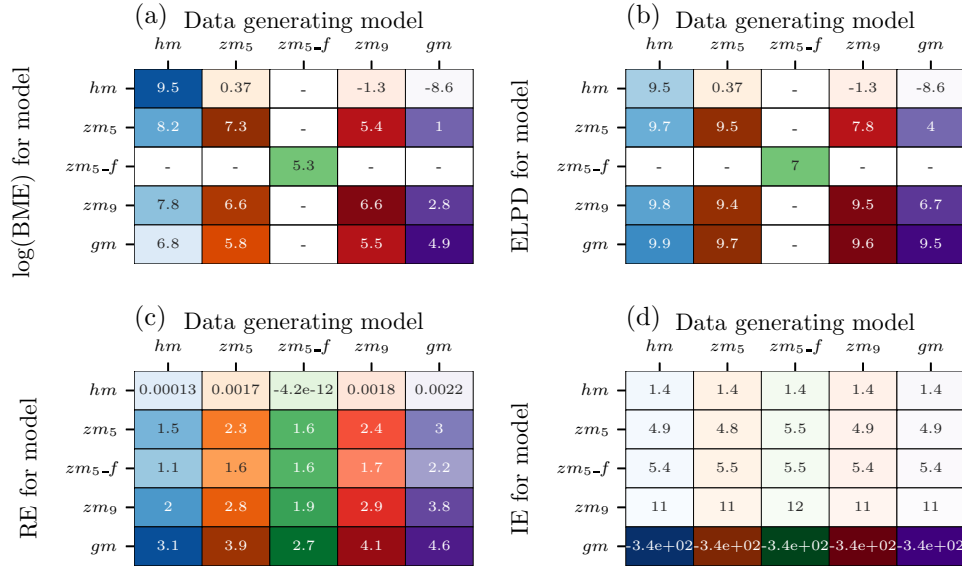 (a) Data generating model
hm zm₅ zm₅₋f zm₉ gm
log(BME) for model
hm 9.5 0.37 - -1.3 -8.6
zm₅ 8.2 7.3 - 5.4 1
zm₅₋f - - 5.3 - -
zm₉ 7.8 6.6 - 6.6 2.8
gm 6.8 5.8 - 5.5 4.9
(b) Data generating model
hm zm₅ zm₅₋f zm₉ gm
ELPD for model
hm 9.5 0.37 - -1.3 -8.6
zm₅ 9.7 9.5 - 7.8 4
zm₅₋f - - 7 - -
zm₉ 9.8 9.4 - 9.5 6.7
gm 9.9 9.7 - 9.6 9.5
(c) Data generating model
hm zm₅ zm₅₋f zm₉ gm
RE for model
hm 0.00013 0.0017 -4.2e-12 0.0018 0.0022
zm₅ 1.5 2.3 1.6 2.4 3
zm₅₋f 1.1 1.6 1.6 1.7 2.2
zm₉ 2 2.8 1.9 2.9 3.8
gm 3.1 3.9 2.7 4.1 4.6
(d) Data generating model
hm zm₅ zm₅₋f zm₉ gm
IE for model
hm 1.4 1.4 1.4 1.4 1.4
zm₅ 4.9 4.8 5.5 4.9 4.9
zm₅₋f 5.4 5.5 5.5 5.4 5.4
zm₉ 11 11 12 11 11
gm -3.4e+02 -3.4e+02 -3.4e+02 -3.4e+02 -3.4e+02